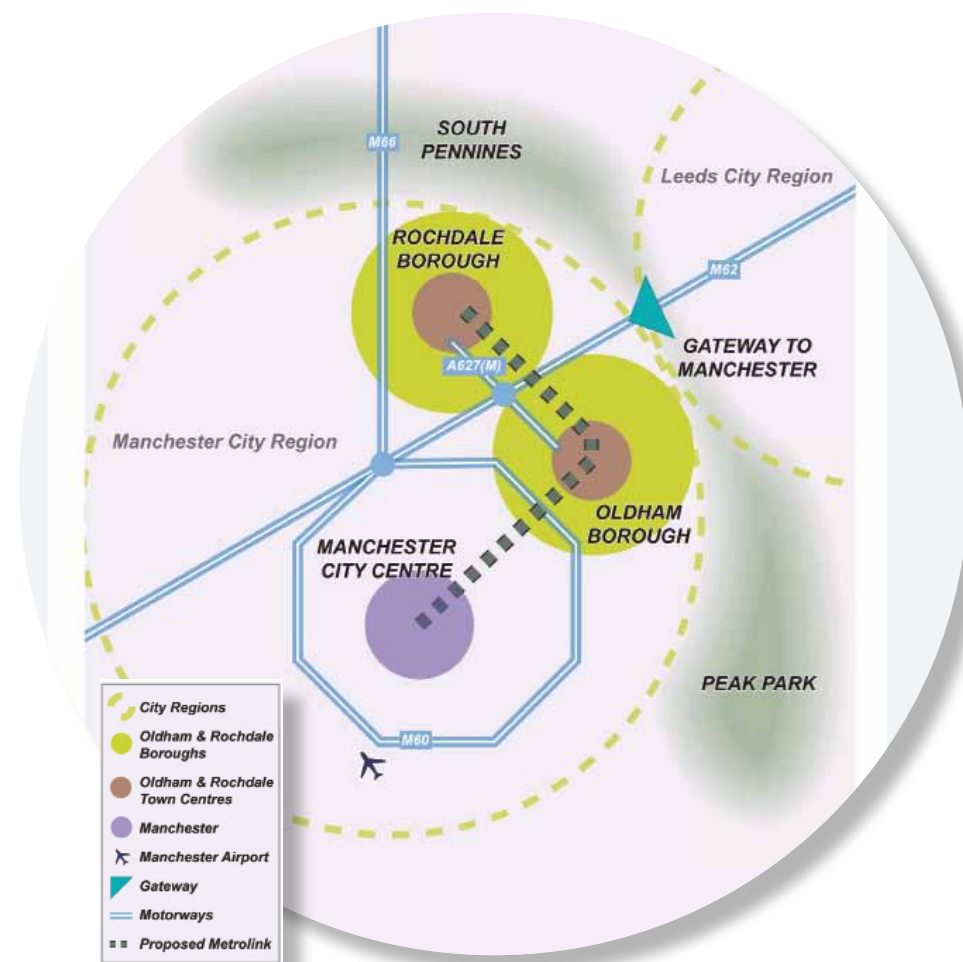 SOUTH
PENNINES
M66
Leeds City Region
ROCHDALE
BOROUGH
M62
GATEWAY TO
MANCHESTER
A627(M)
Manchester City Region
OLDHAM
BOROUGH
MANCHESTER
CITY CENTRE
PEAK PARK
M60
City Regions
Oldham & Rochdale
Boroughs
Oldham & Rochdale
Town Centres
Manchester
Manchester Airport
Gateway
Motorways
Proposed Metrolink